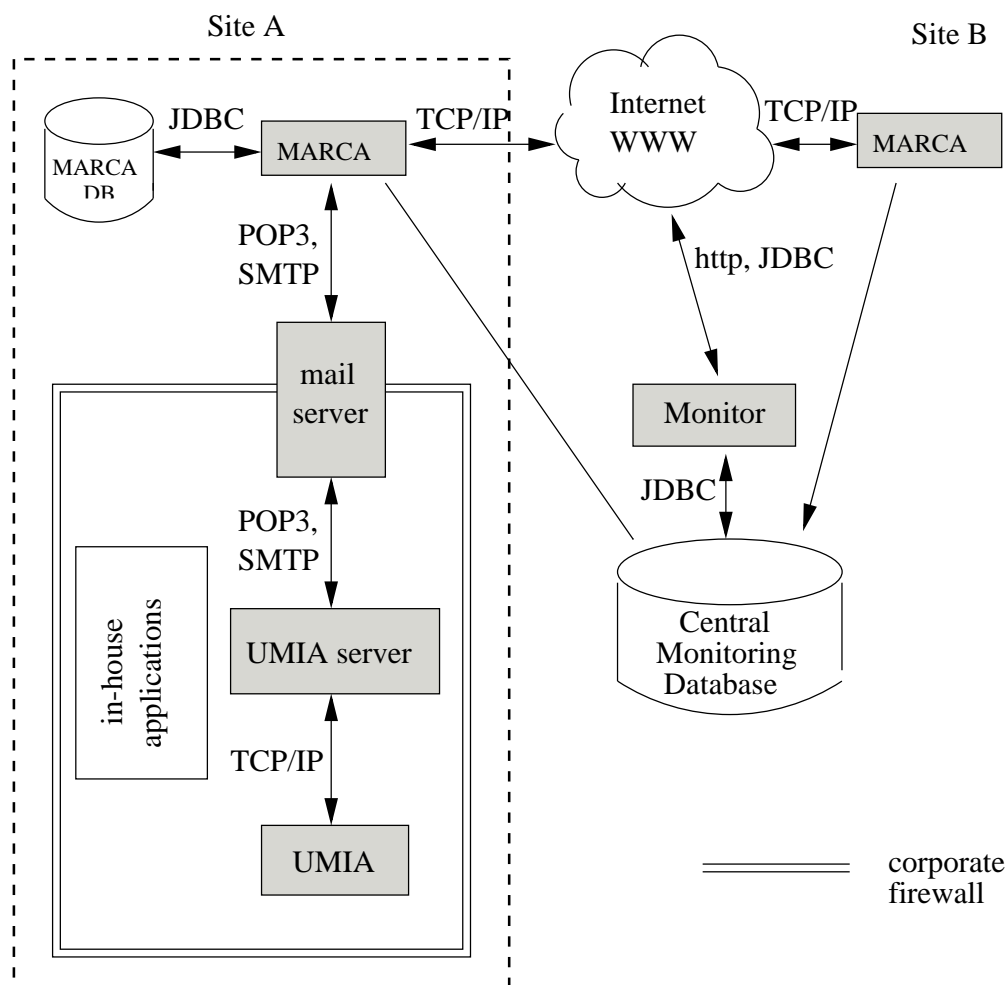 Site A
Site B
JDBC
TCP/IP
Internet
WWW
TCP/IP
MARCA
DB
MARCA
MARCA
POP3,
SMTP
http, JDBC
mail
server
Monitor
JDBC
POP3,
SMTP
in-house
applications
UMIA server
Central
Monitoring
Database
TCP/IP
UMIA
corporate
firewall